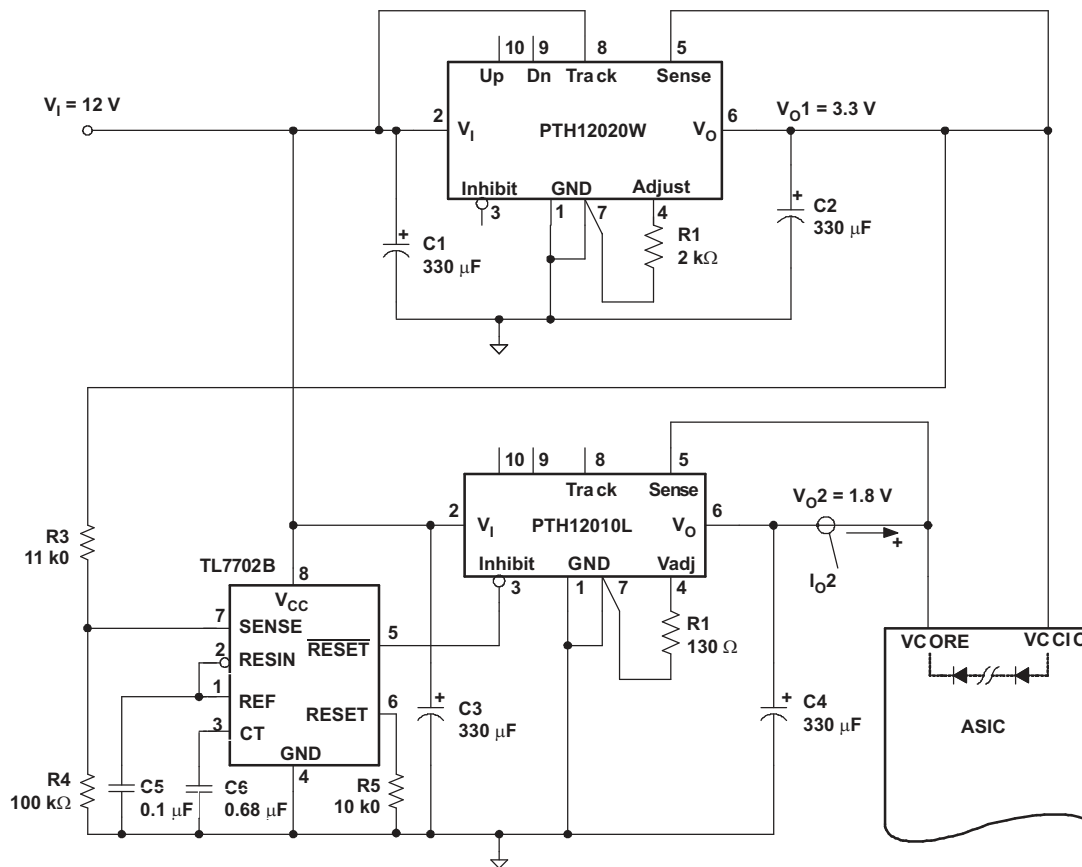 10 9 8 5
Up Dn Track Sense
V_I = 12 V
2 V_I PTH12020W V_O 6
V_O1 = 3.3 V
Inhibit GND Adjust
3 1 7 4
+ C1
330 μF
R1
2 kΩ
+ C2
330 μF
10 9 8 5
Track Sense
2 V_I PTH12010L V_O 6
V_O2 = 1.8 V
+
I_O2
Inhibit GND Vadj
3 1 7 4
R1
130 Ω
R3
11 k0
TL7702B
8
V_CC
7 SENSE
2 RESIN
1 REF
3 CT
RESET 5
RESET 6
GND
4
+ C3
330 μF
+ C4
330 μF
R4
100 kΩ
C5
0.1 μF
C6
0.68 μF
R5
10 k0
VCORE VCCIO
ASIC